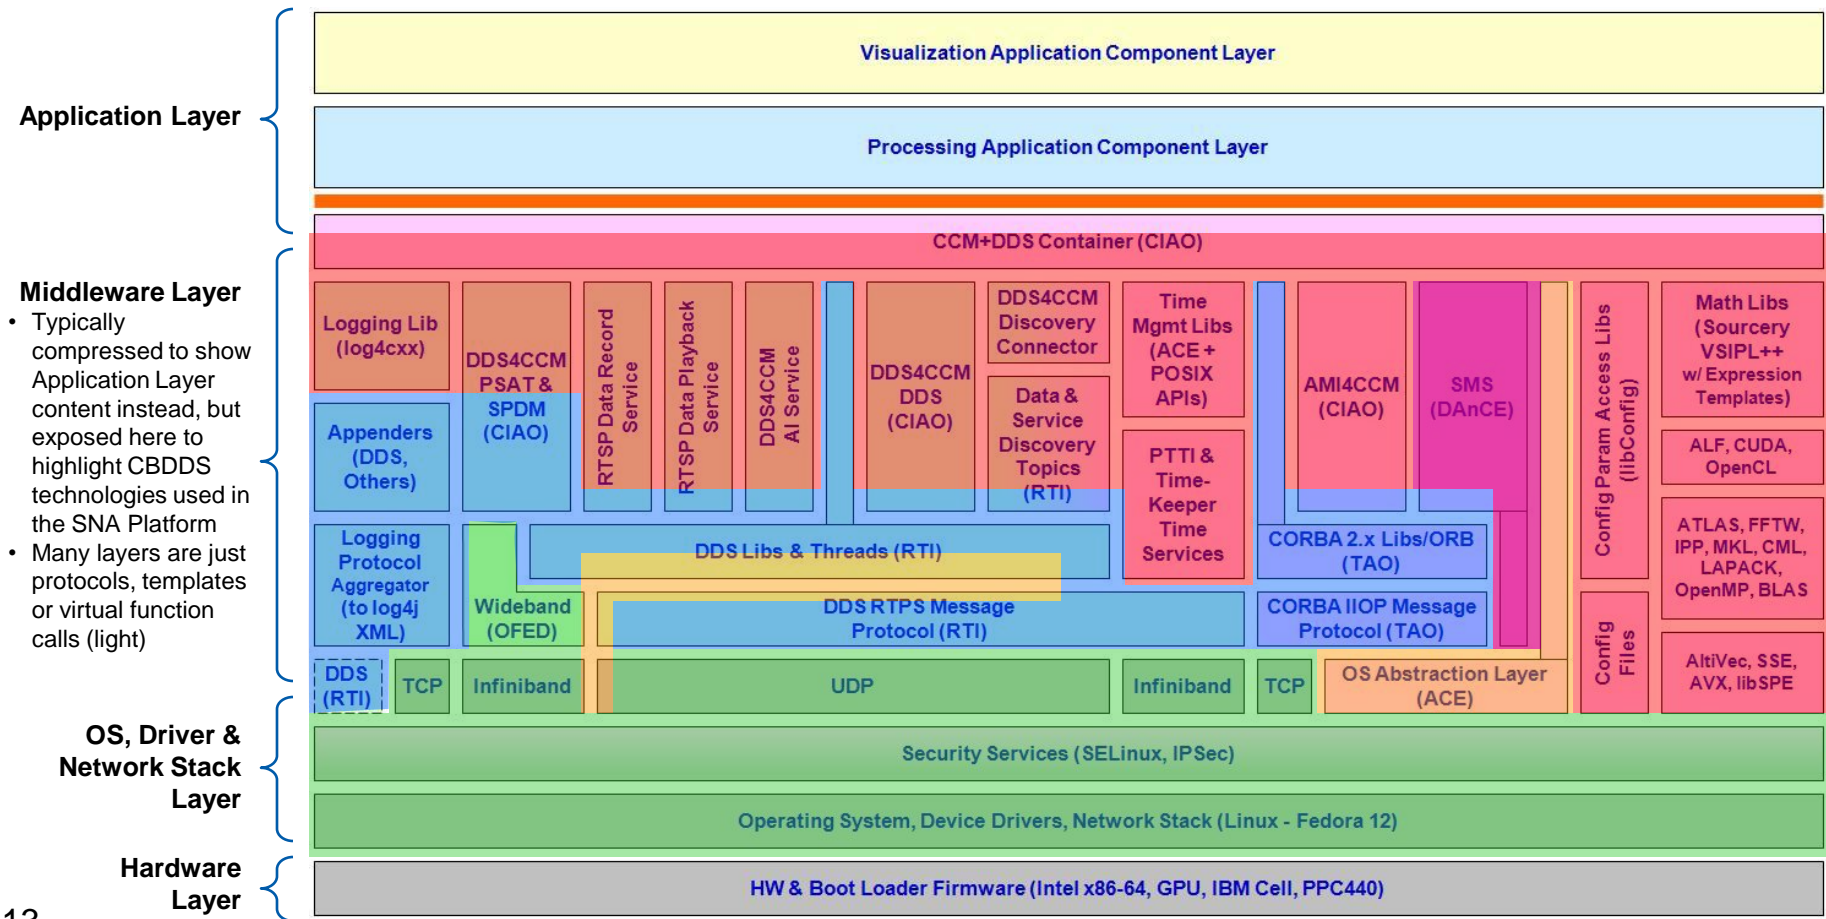 Visualization Application Component Layer
Application Layer
Processing Application Component Layer
CCM+DDS Container (CIAO)
Middleware Layer
• Typically
compressed to show
Application Layer
content instead, but
exposed here to
highlight CBDDS
technologies used in
the SNA Platform
• Many layers are just
protocols, templates
or virtual function
calls (light)
Logging Lib
(log4cxx)
DDS4CCM
PSAT &
SPDM
(CIAO)
RTSP Data Record
Service
RTSP Data Playback
Service
DDS4CCM
AI Service
DDS4CCM
DDS
(CIAO)
DDS4CCM
Discovery
Connector
Data &
Service
Discovery
Topics
(RTI)
Time
Mgmt Libs
(ACE +
POSIX
APIs)
PTTI &
Time-
Keeper
Time
Services
AMI4CCM
(CIAO)
SMS
(DAnCE)
Config Param Access Libs
(libConfig)
Math Libs
(Sourcery
VSIPL++
w/ Expression
Templates)
ALF, CUDA,
OpenCL
ATLAS, FFTW,
IPP, MKL, CML,
LAPACK,
OpenMP, BLAS
AltiVec, SSE,
AVX, libSPE
Appenders
(DDS,
Others)
Logging
Protocol
Aggregator
(to log4j
XML)
DDS Libs & Threads (RTI)
CORBA 2.x Libs/ORB
(TAO)
Wideband
(OFED)
DDS RTPS Message
Protocol (RTI)
CORBA IIOP Message
Protocol (TAO)
Config
Files
DDS
(RTI)
TCP
Infiniband
UDP
Infiniband
TCP
OS Abstraction Layer
(ACE)
OS, Driver &
Network Stack
Layer
Security Services (SELinux, IPSec)
Operating System, Device Drivers, Network Stack (Linux - Fedora 12)
Hardware
Layer
HW & Boot Loader Firmware (Intel x86-64, GPU, IBM Cell, PPC440)